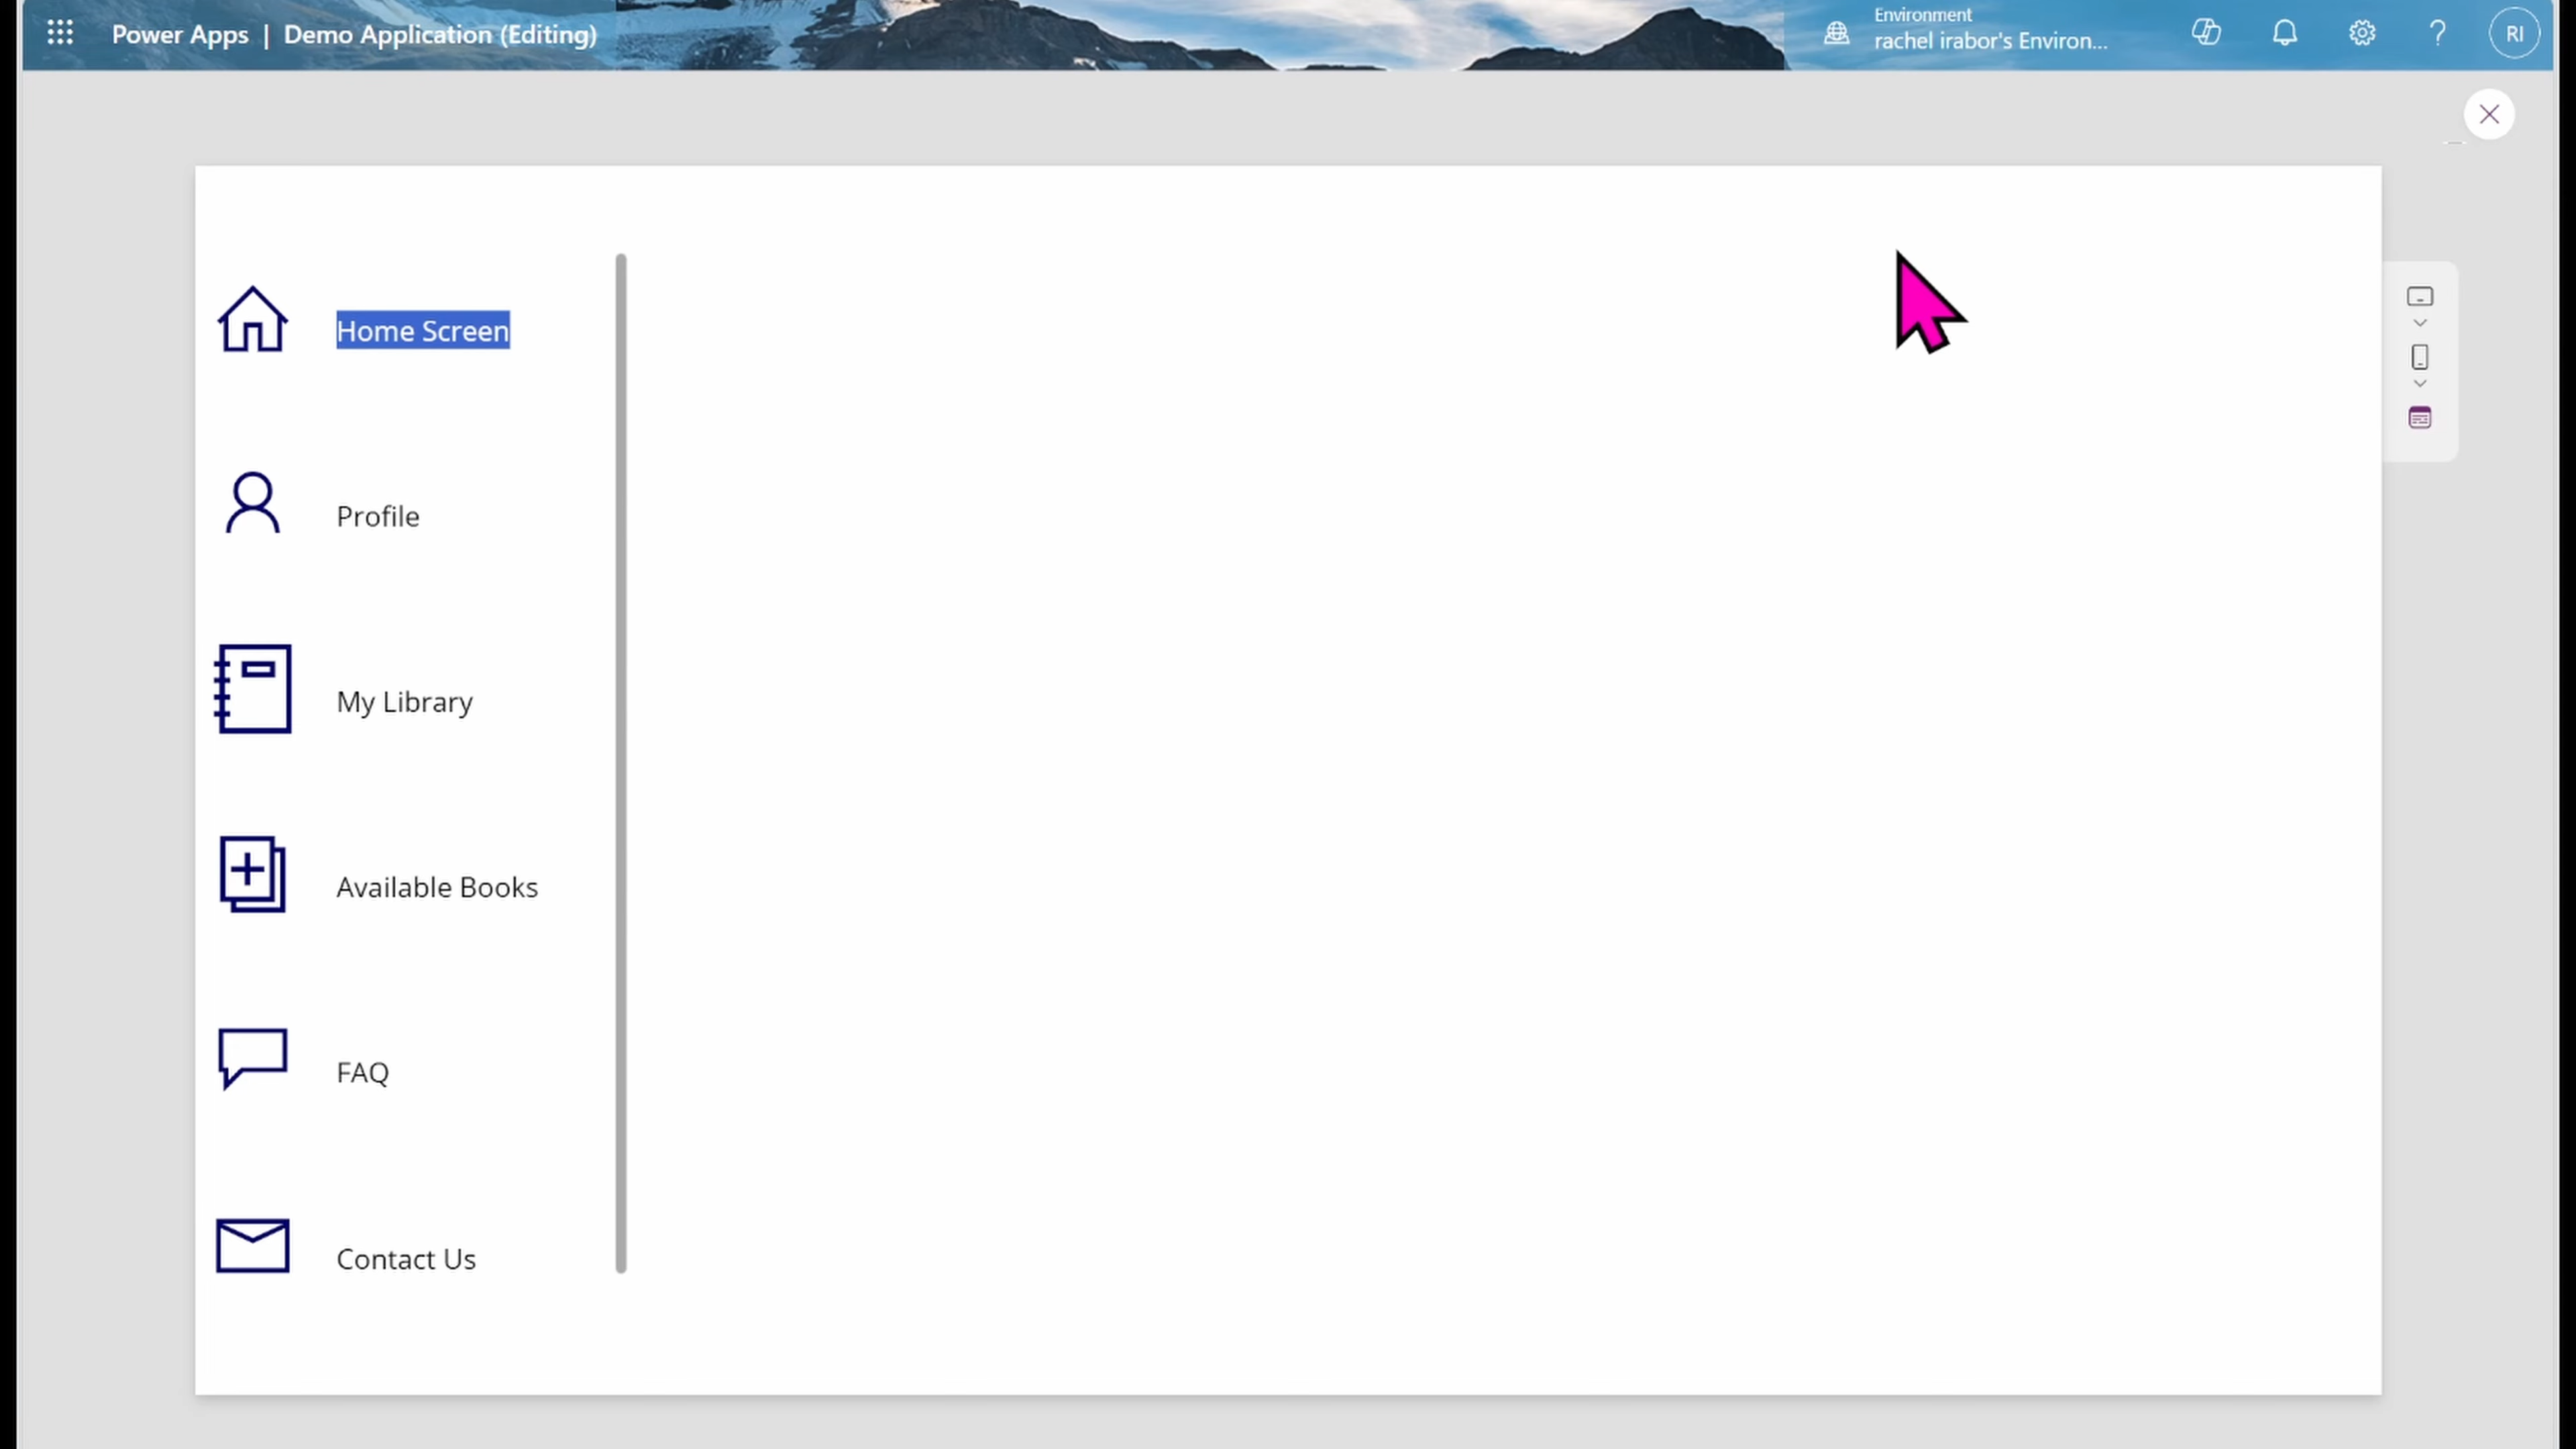 Power Apps | Demo Application (Editing)
Environment
rachel irabor's Environ...
RI
Home Screen
Profile
My Library
Available Books
FAQ
Contact Us